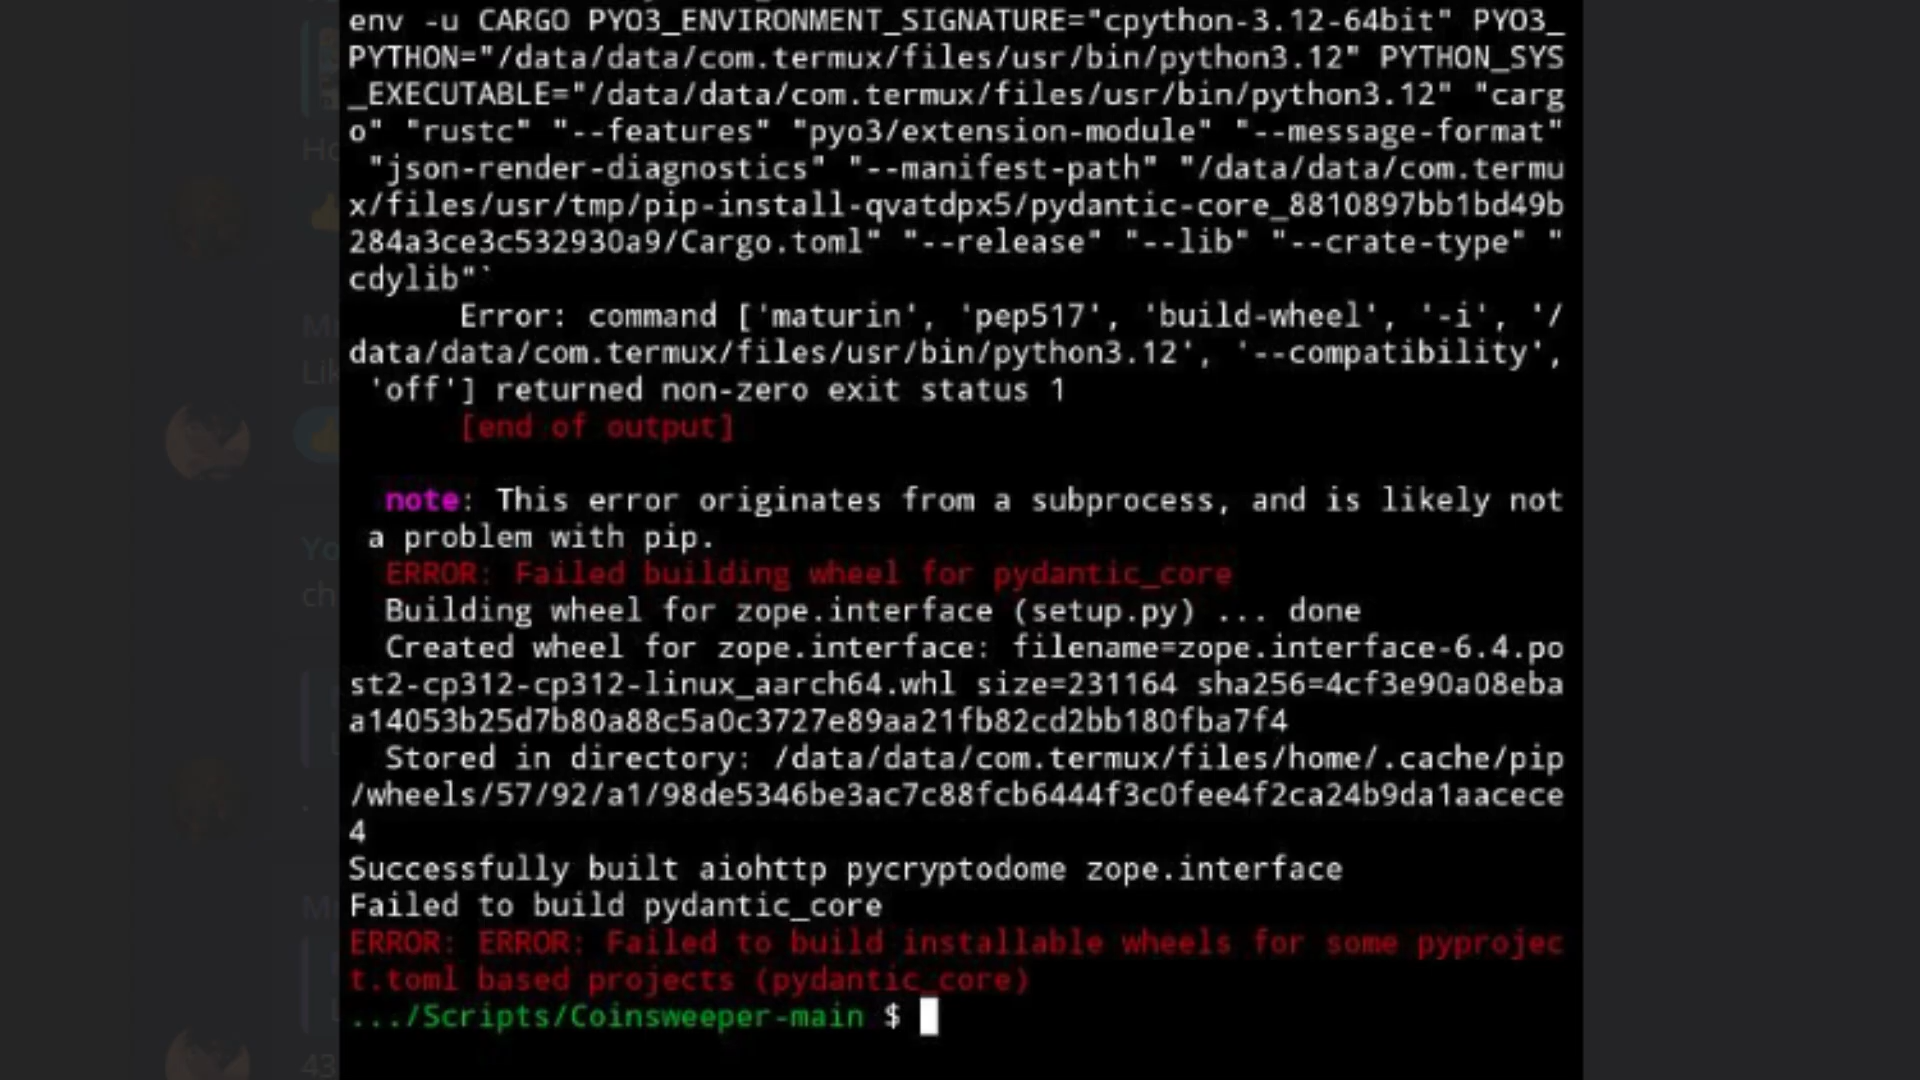 env -u CARGO PYO3_ENVIRONMENT_SIGNATURE="cpython-3.12-64bit" PYO3_
PYTHON="/data/data/com.termux/files/usr/bin/python3.12" PYTHON_SYS
_EXECUTABLE="/data/data/com.termux/files/usr/bin/python3.12" "carg
o" "rustc" "--features" "pyo3/extension-module" "--message-format"
"json-render-diagnostics" "--manifest-path" "/data/data/com.termu
x/files/usr/tmp/pip-install-qvatdpx5/pydantic-core_8810897bb1bd49b
284a3ce3c532930a9/Cargo.toml" "--release" "--lib" "--crate-type" "
cdylib"`
Error: command ['maturin', 'pep517', 'build-wheel', '-i', '/
data/data/com.termux/files/usr/bin/python3.12', '--compatibility',
'off'] returned non-zero exit status 1
[end of output]
note: This error originates from a subprocess, and is likely not
a problem with pip.
ERROR: Failed building wheel for pydantic_core
Building wheel for zope.interface (setup.py) ... done
Created wheel for zope.interface: filename=zope.interface-6.4.po
st2-cp312-cp312-linux_aarch64.whl size=231164 sha256=4cf3e90a08eba
a14053b25d7b80a88c5a0c3727e89aa21fb82cd2bb180fba7f4
Stored in directory: /data/data/com.termux/files/home/.cache/pip
/wheels/57/92/a1/98de5346be3ac7c88fcb6444f3c0fee4f2ca24b9da1aacece
4
Successfully built aiohttp pycryptodome zope.interface
Failed to build pydantic_core
ERROR: ERROR: Failed to build installable wheels for some pyprojec
t.toml based projects (pydantic_core)
.../Scripts/Coinsweeper-main $